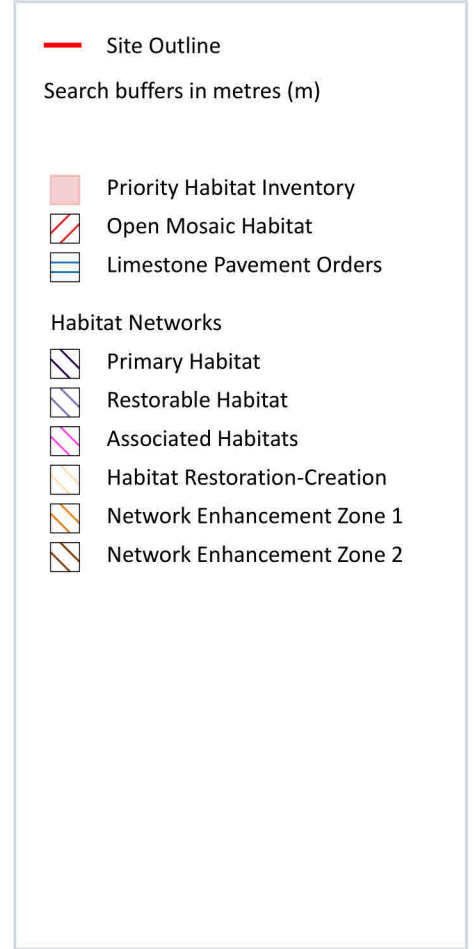 Site Outline
Search buffers in metres (m)
Priority Habitat Inventory
Open Mosaic Habitat
Limestone Pavement Orders
Habitat Networks
Primary Habitat
Restorable Habitat
Associated Habitats
Habitat Restoration-Creation
Network Enhancement Zone 1
Network Enhancement Zone 2